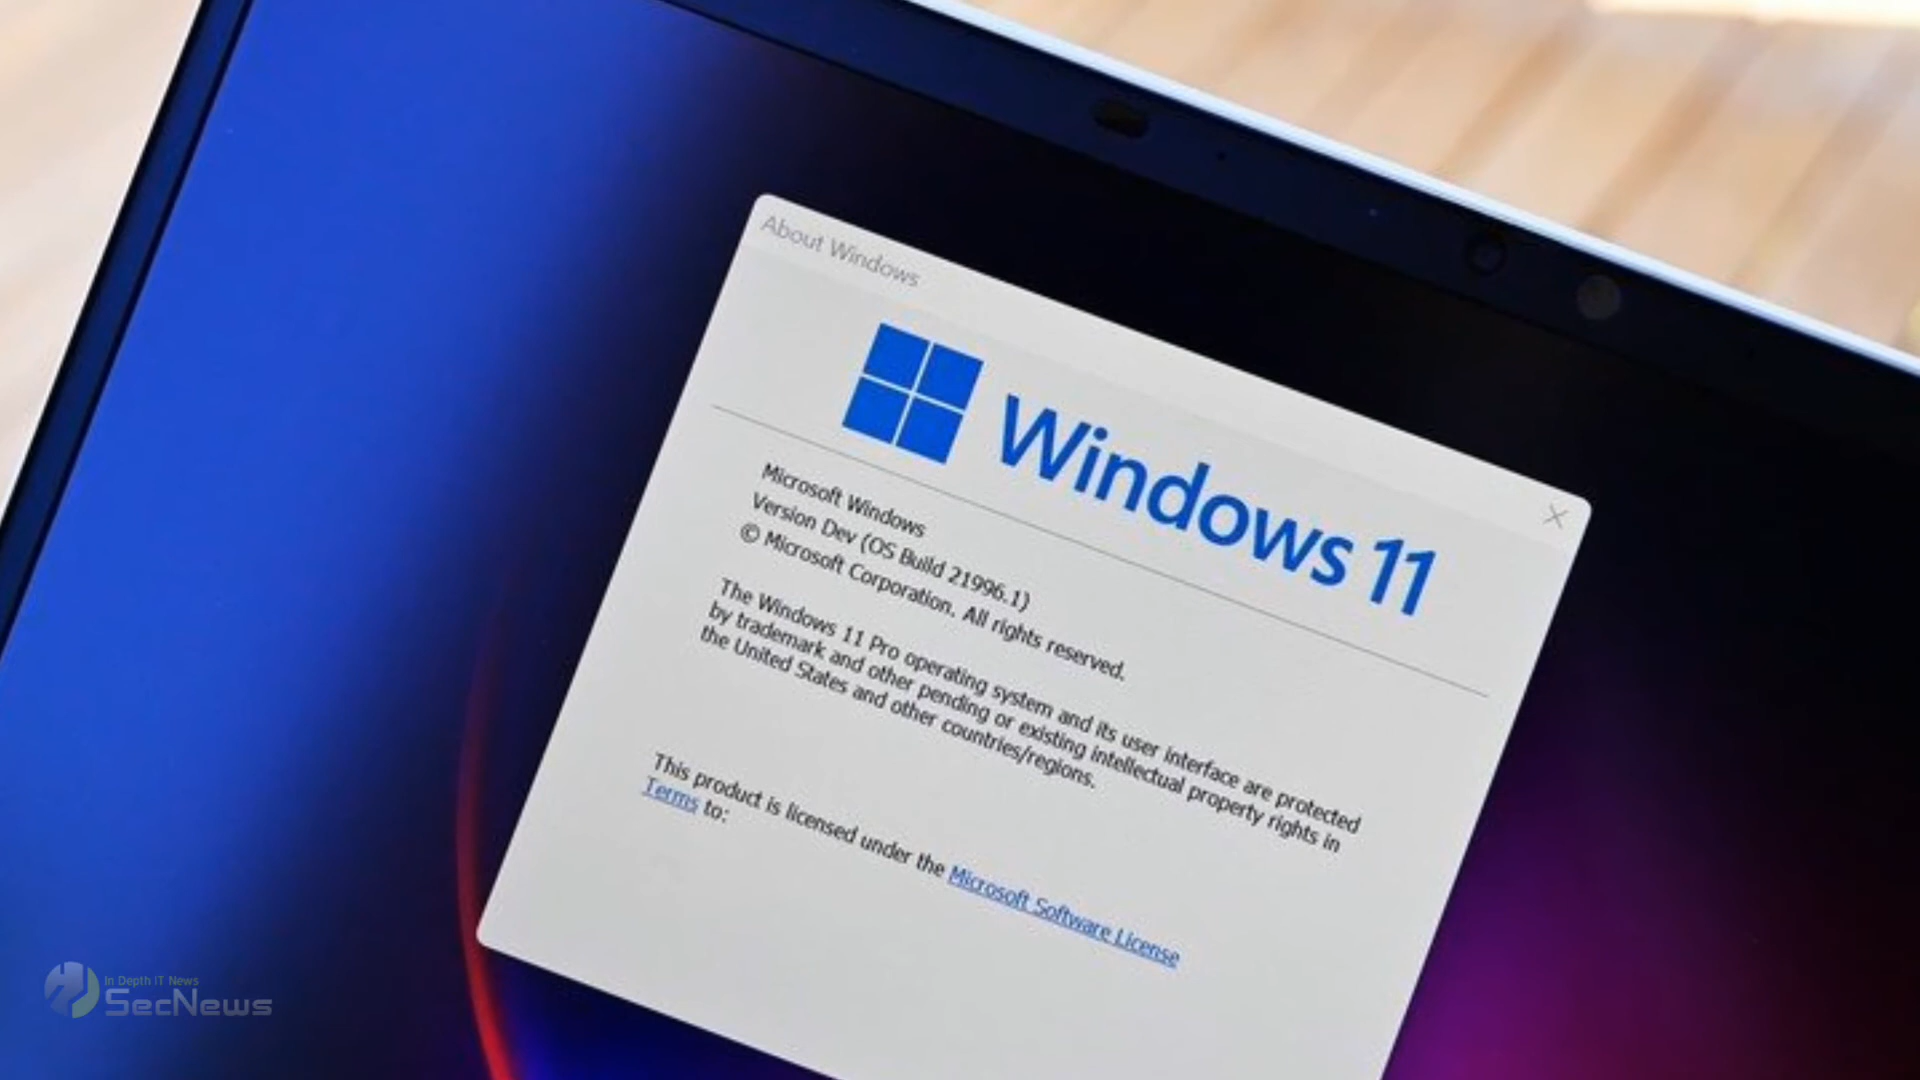 About Windows
Windows 11
Microsoft Windows
Version Dev (OS Build 21996.1)
© Microsoft Corporation. All rights reserved.
The Windows 11 Pro operating system and its user interface are protected
by trademark and other pending or existing intellectual property rights in
the United States and other countries/regions.
This product is licensed under the Microsoft Software License
Terms to:
In Depth IT News
SecNews